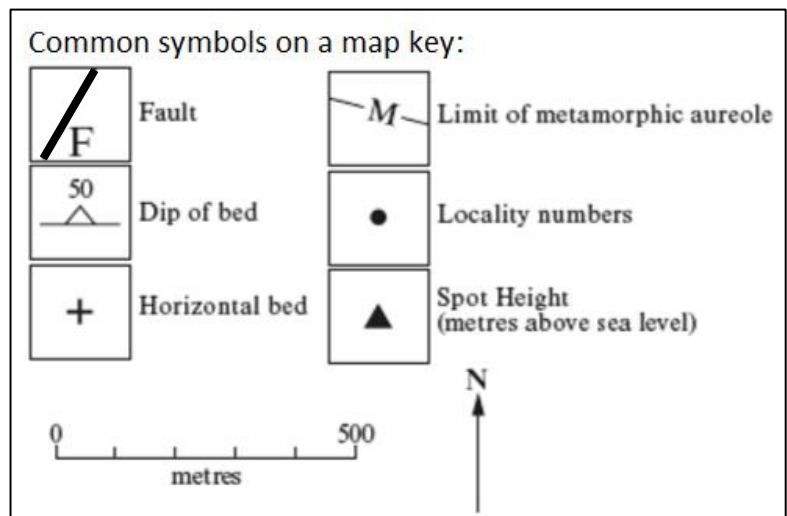 Common symbols on a map key:
F
Fault
50
Dip of bed
Horizontal bed
M
Limit of metamorphic aureole
Locality numbers
Spot Height
(metres above sea level)
0
500
metres
N